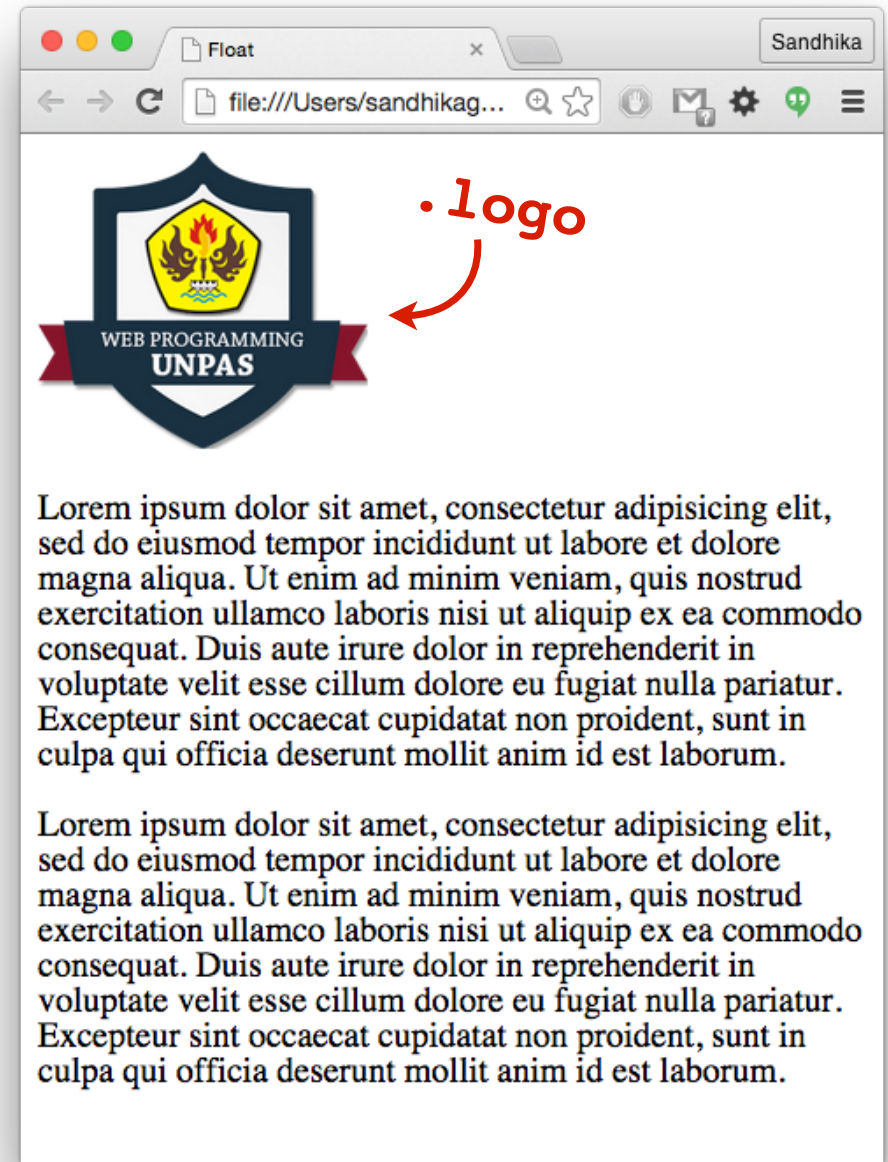 Float
Sandhika
file:///Users/sandhikag...
.logo
WEB PROGRAMMING
UNPAS
Lorem ipsum dolor sit amet, consectetur adipisicing elit,
sed do eiusmod tempor incididunt ut labore et dolore
magna aliqua. Ut enim ad minim veniam, quis nostrud
exercitation ullamco laboris nisi ut aliquip ex ea commodo
consequat. Duis aute irure dolor in reprehenderit in
voluptate velit esse cillum dolore eu fugiat nulla pariatur.
Excepteur sint occaecat cupidatat non proident, sunt in
culpa qui officia deserunt mollit anim id est laborum.
Lorem ipsum dolor sit amet, consectetur adipisicing elit,
sed do eiusmod tempor incididunt ut labore et dolore
magna aliqua. Ut enim ad minim veniam, quis nostrud
exercitation ullamco laboris nisi ut aliquip ex ea commodo
consequat. Duis aute irure dolor in reprehenderit in
voluptate velit esse cillum dolore eu fugiat nulla pariatur.
Excepteur sint occaecat cupidatat non proident, sunt in
culpa qui officia deserunt mollit anim id est laborum.